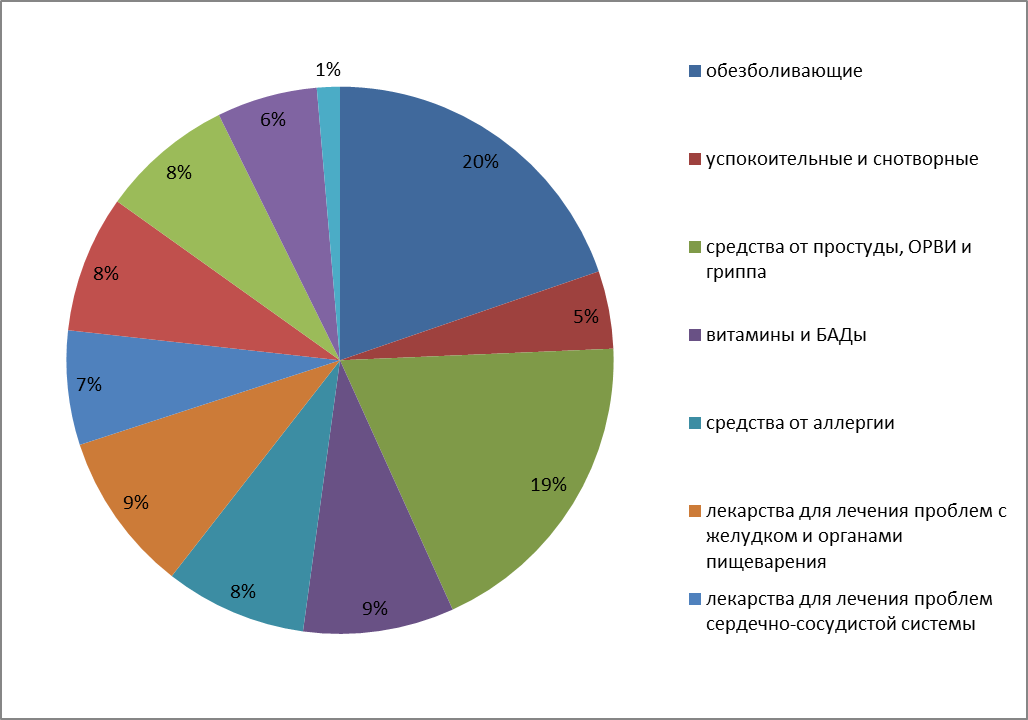 1%
6%
20%
8%
8%
5%
7%
19%
9%
8%
9%
обезболивающие
успокоительные и снотворные
средства от простуды, ОРВИ и
гриппа
витамины и БАДы
средства от аллергии
лекарства для лечения проблем с
желудком и органами
пищеварения
лекарства для лечения проблем
сердечно-сосудистой системы